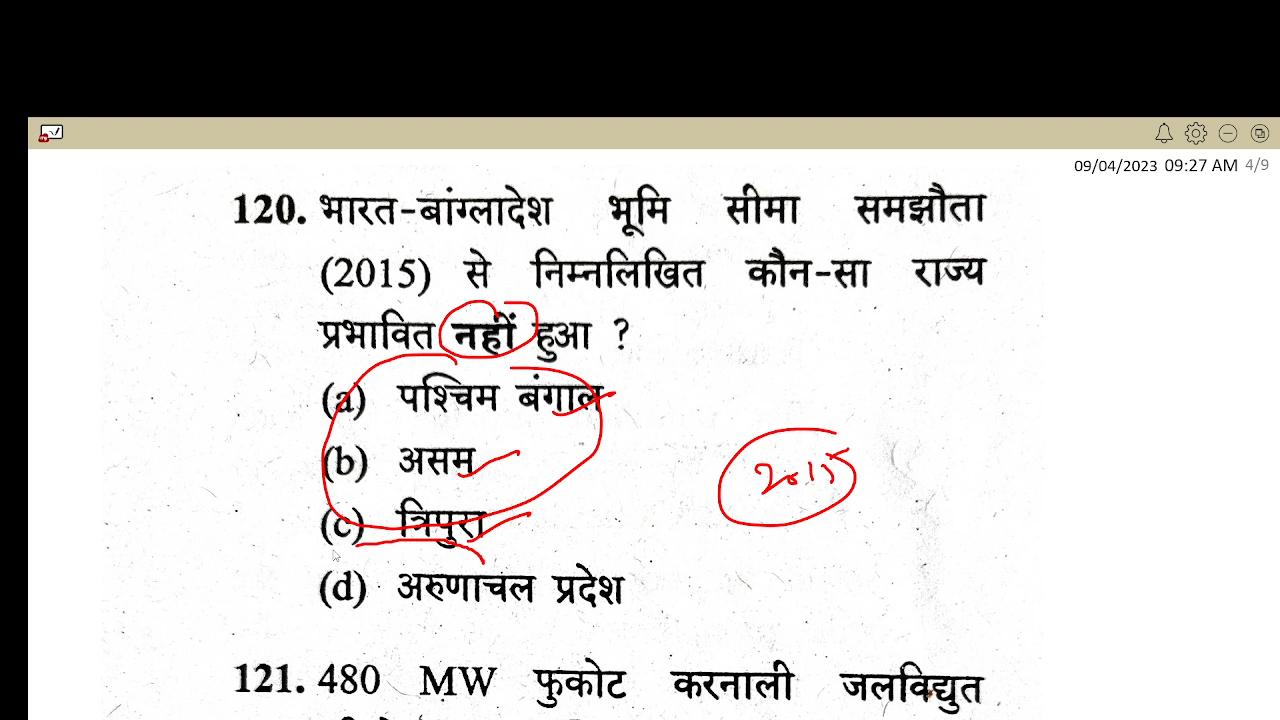 09/04/2023 09:27 AM 4/9
120. भारत-बांग्लादेश भूमि सीमा समझौता
(2015) से निम्नलिखित कौन-सा राज्य
प्रभावित नहीं हुआ ?
(a) पश्चिम बंगाल
(b) असम
2015
(c) त्रिपुरा
(d) अरुणाचल प्रदेश
121. 480 MW फुकोट करनाली जलविद्युत